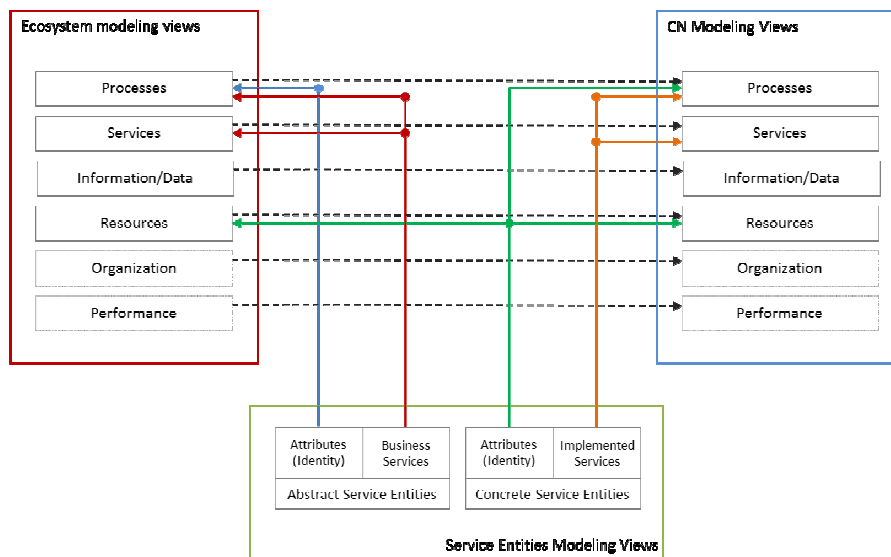 Ecosystem modeling views
CN Modeling Views
Processes
Processes
Services
Services
Information/Data
Information/Data
Resources
Resources
Organization
Organization
Performance
Performance
Attributes
(Identity)
Business
Services
Attributes
(Identity)
Implemented
Services
Abstract Service Entities
Concrete Service Entities
Service Entities Modeling Views